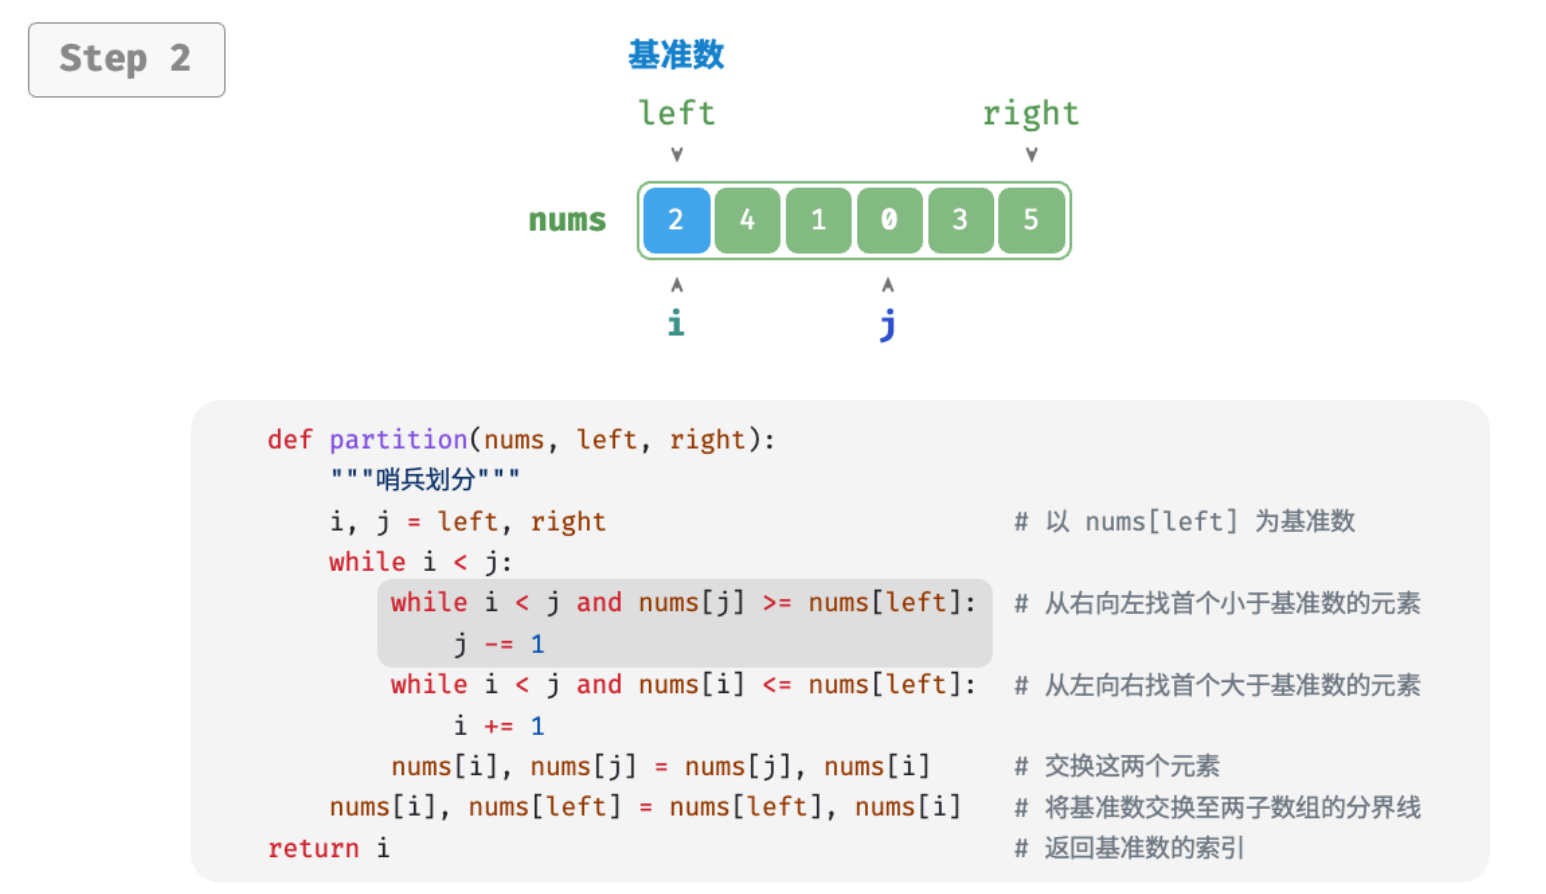 Step 2
基准数
left right
nums 2 4 1 0 3 5
i j
def partition(nums, left, right):
"""哨兵划分"""
i, j = left, right # 以 nums[left] 为基准数
while i < j:
while i < j and nums[j] >= nums[left]: # 从右向左找首个小于基准数的元素
j -= 1
while i < j and nums[i] <= nums[left]: # 从左向右找首个大于基准数的元素
i += 1
nums[i], nums[j] = nums[j], nums[i] # 交换这两个元素
nums[i], nums[left] = nums[left], nums[i] # 将基准数交换至两子数组的分界线
return i # 返回基准数的索引